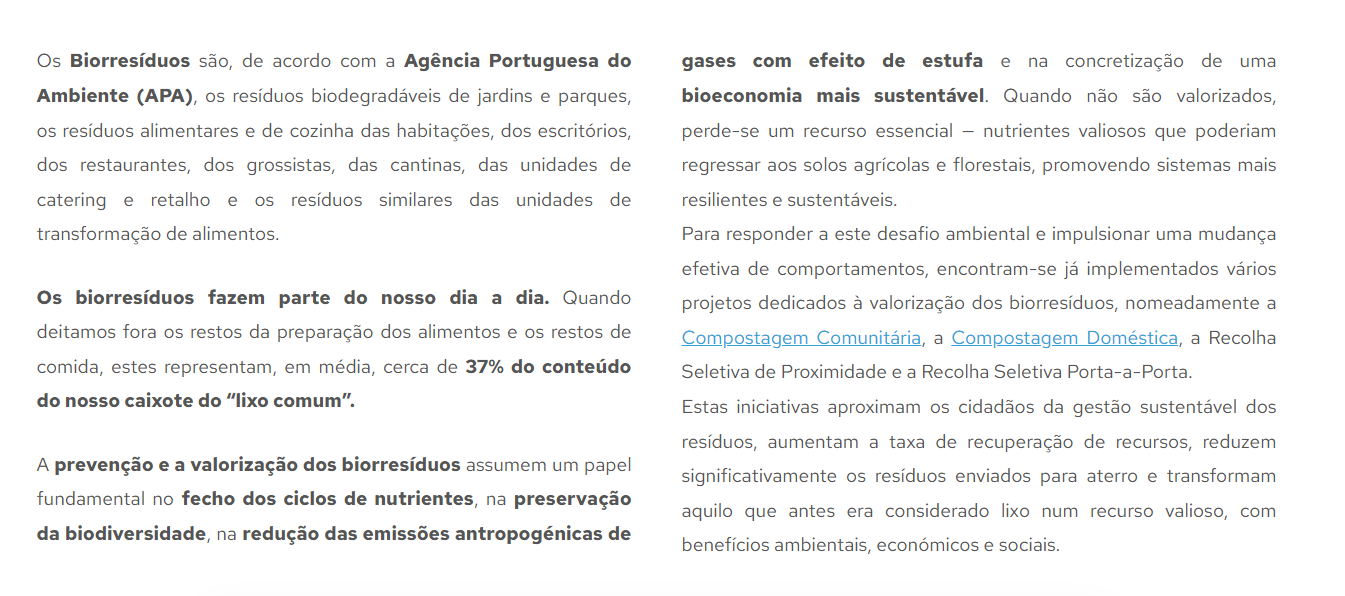 Os Biorresíduos são, de acordo com a Agência Portuguesa do
Ambiente (APA), os resíduos biodegradáveis de jardins e parques,
os resíduos alimentares e de cozinha das habitações, dos escritórios,
dos restaurantes, dos grossistas, das cantinas, das unidades de
catering e retalho e os resíduos similares das unidades de
transformação de alimentos.
Os biorresíduos fazem parte do nosso dia a dia. Quando
deitamos fora os restos da preparação dos alimentos e os restos de
comida, estes representam, em média, cerca de 37% do conteúdo
do nosso caixote do “lixo comum”.
A prevenção e a valorização dos biorresíduos assumem um papel
fundamental no fecho dos ciclos de nutrientes, na preservação
da biodiversidade, na redução das emissões antropogénicas de
gases com efeito de estufa e na concretização de uma
bioeconomia mais sustentável. Quando não são valorizados,
perde-se um recurso essencial — nutrientes valiosos que poderiam
regressar aos solos agrícolas e florestais, promovendo sistemas mais
resilientes e sustentáveis.
Para responder a este desafio ambiental e impulsionar uma mudança
efetiva de comportamentos, encontram-se já implementados vários
projetos dedicados à valorização dos biorresíduos, nomeadamente a
Compostagem Comunitária, a Compostagem Doméstica, a Recolha
Seletiva de Proximidade e a Recolha Seletiva Porta-a-Porta.
Estas iniciativas aproximam os cidadãos da gestão sustentável dos
resíduos, aumentam a taxa de recuperação de recursos, reduzem
significativamente os resíduos enviados para aterro e transformam
aquilo que antes era considerado lixo num recurso valioso, com
benefícios ambientais, económicos e sociais.